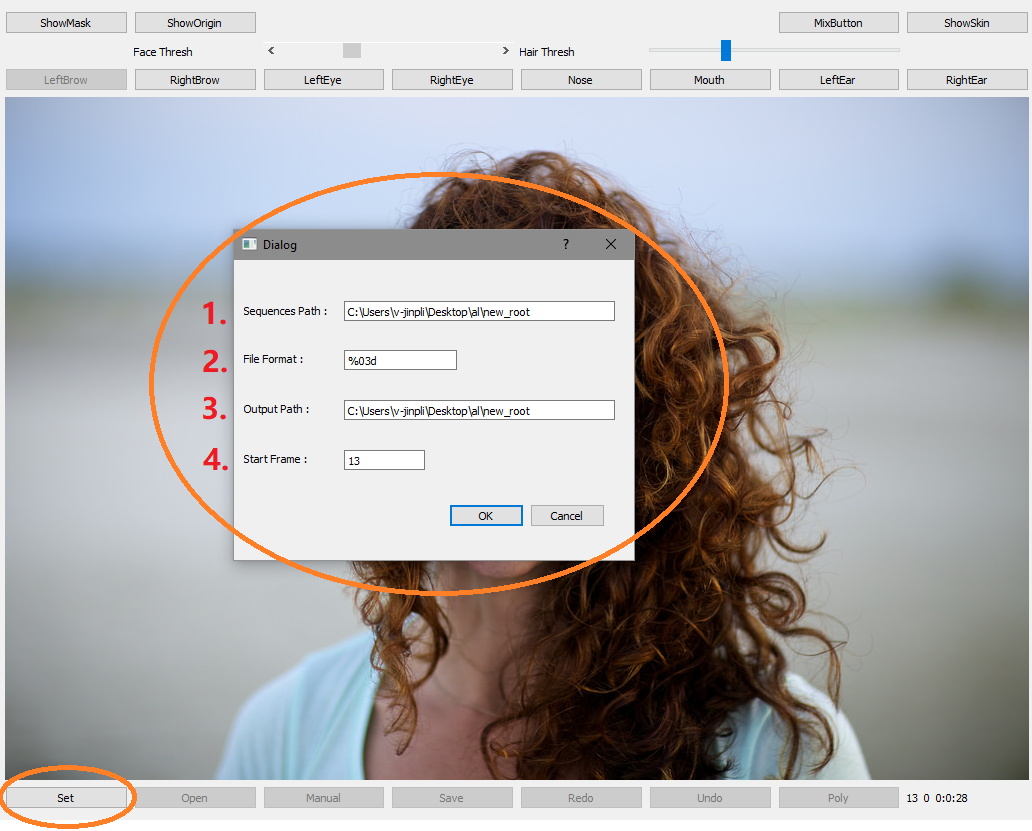 ShowMask ShowOrigin MixButton ShowSkin
Face Thresh < > Hair Thresh
LeftBrow RightBrow LeftEye RightEye Nose Mouth LeftEar RightEar
Dialog ?
1. Sequences Path : C:\Users\v-jinpli\Desktop\al\new_root
2. File Format : %03d
3. Output Path : C:\Users\v-jinpli\Desktop\al\new_root
4. Start Frame : 13
OK Cancel
Set Open Manual Save Redo Undo Poly 13 0 0:0:28